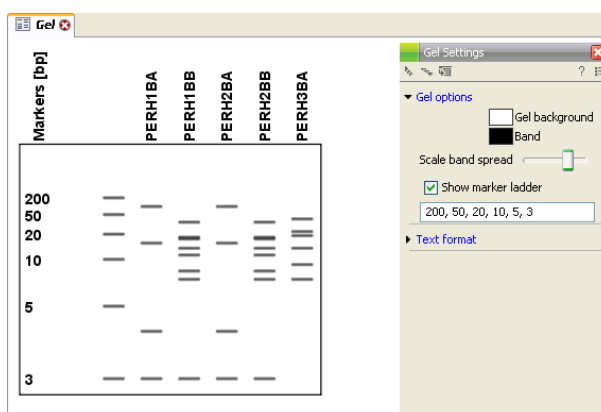 Gel
Markers [bp]
PERH1BA
PERH1BB
PERH2BA
PERH2BB
PERH3BA
200
50
20
10
5
3
Gel Settings
?
Gel options
Gel background
Band
Scale band spread
Show marker ladder
200, 50, 20, 10, 5, 3
Text format